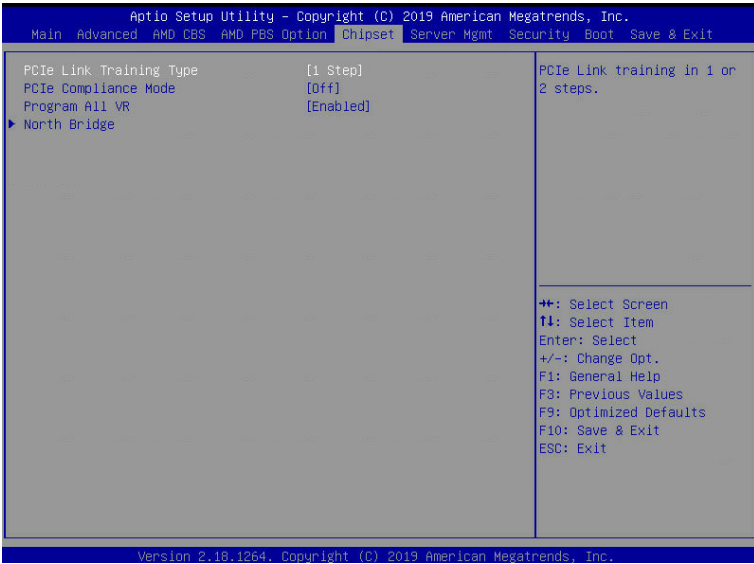 Aptio Setup Utility – Copyright (C) 2019 American Megatrends, Inc.
Main Advanced AMD CBS AMD PBS Option Chipset Server Mgmt Security Boot Save & Exit
PCIe Link Training Type [1 Step]
PCIe Compliance Mode [Off]
Program All VR [Enabled]
▶ North Bridge
PCIe Link training in 1 or
2 steps.
→←: Select Screen
↑↓: Select Item
Enter: Select
+/-: Change Opt.
F1: General Help
F3: Previous Values
F9: Optimized Defaults
F10: Save & Exit
ESC: Exit
Version 2.18.1264. Copyright (C) 2019 American Megatrends, Inc.